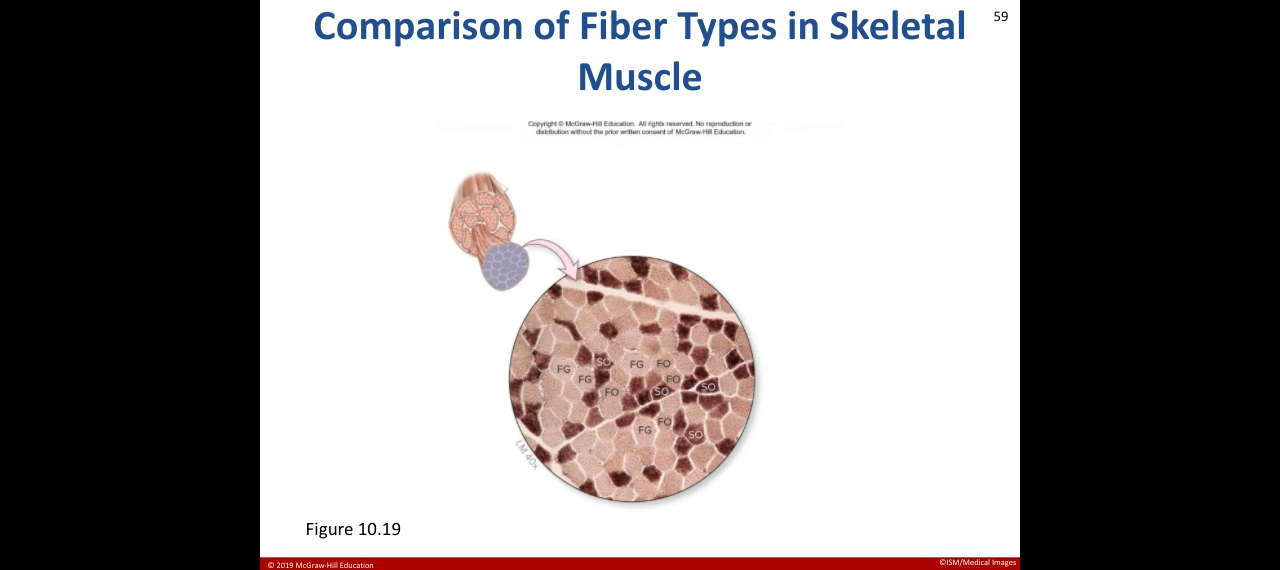 Comparison of Fiber Types in Skeletal
Muscle
59
Copyright © McGraw-Hill Education. All rights reserved. No reproduction or
distribution without the prior written consent of McGraw-Hill Education.
SO
FG
FG
FO
FG
FO
FO
SO
SO
FO
FG
SO
LM 40x
Figure 10.19
© 2019 McGraw-Hill Education
©ISM/Medical Images